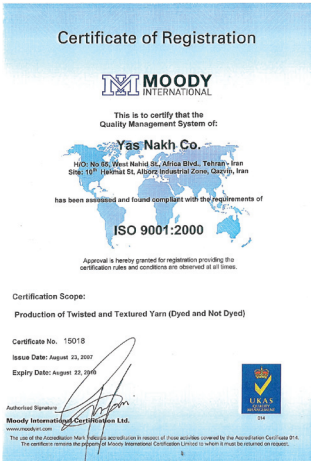 Certificate of Registration
MOODY
INTERNATIONAL
This is to certify that the
Quality Management System of:
Yas Nakh Co.
H/O: No 68, West Nahid St., Africa Blvd., Tehran - Iran
Site: 10th Hekmat St, Alborz Industrial Zone, Qazvin, Iran
has been assessed and found compliant with the requirements of
ISO 9001:2000
Approval is hereby granted for registration providing the
certification rules and conditions are observed at all times.
Certification Scope:
Production of Twisted and Textured Yarn (Dyed and Not Dyed)
Certificate No. 15018
Issue Date: August 23, 2007
Expiry Date: August 22, 2010
Authorised Signature
Moody International Certification Ltd.
www.moodyint.com
UKAS
QUALITY
MANAGEMENT
014
The use of the Accreditation Mark indicates accreditation in respect of those activities covered by the Accreditation Certificate 014.
The certificate remains the property of Moody International Certification Limited to whom it must be returned on request.